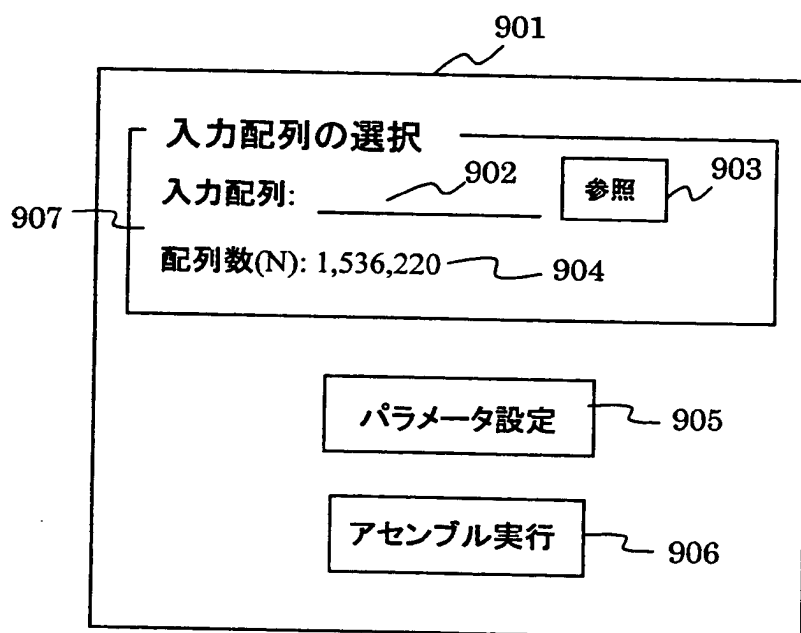 901
入力配列の選択
入力配列: 902 参照 903
907
配列数(N): 1,536,220 904
パラメータ設定 905
アセンブル実行 906